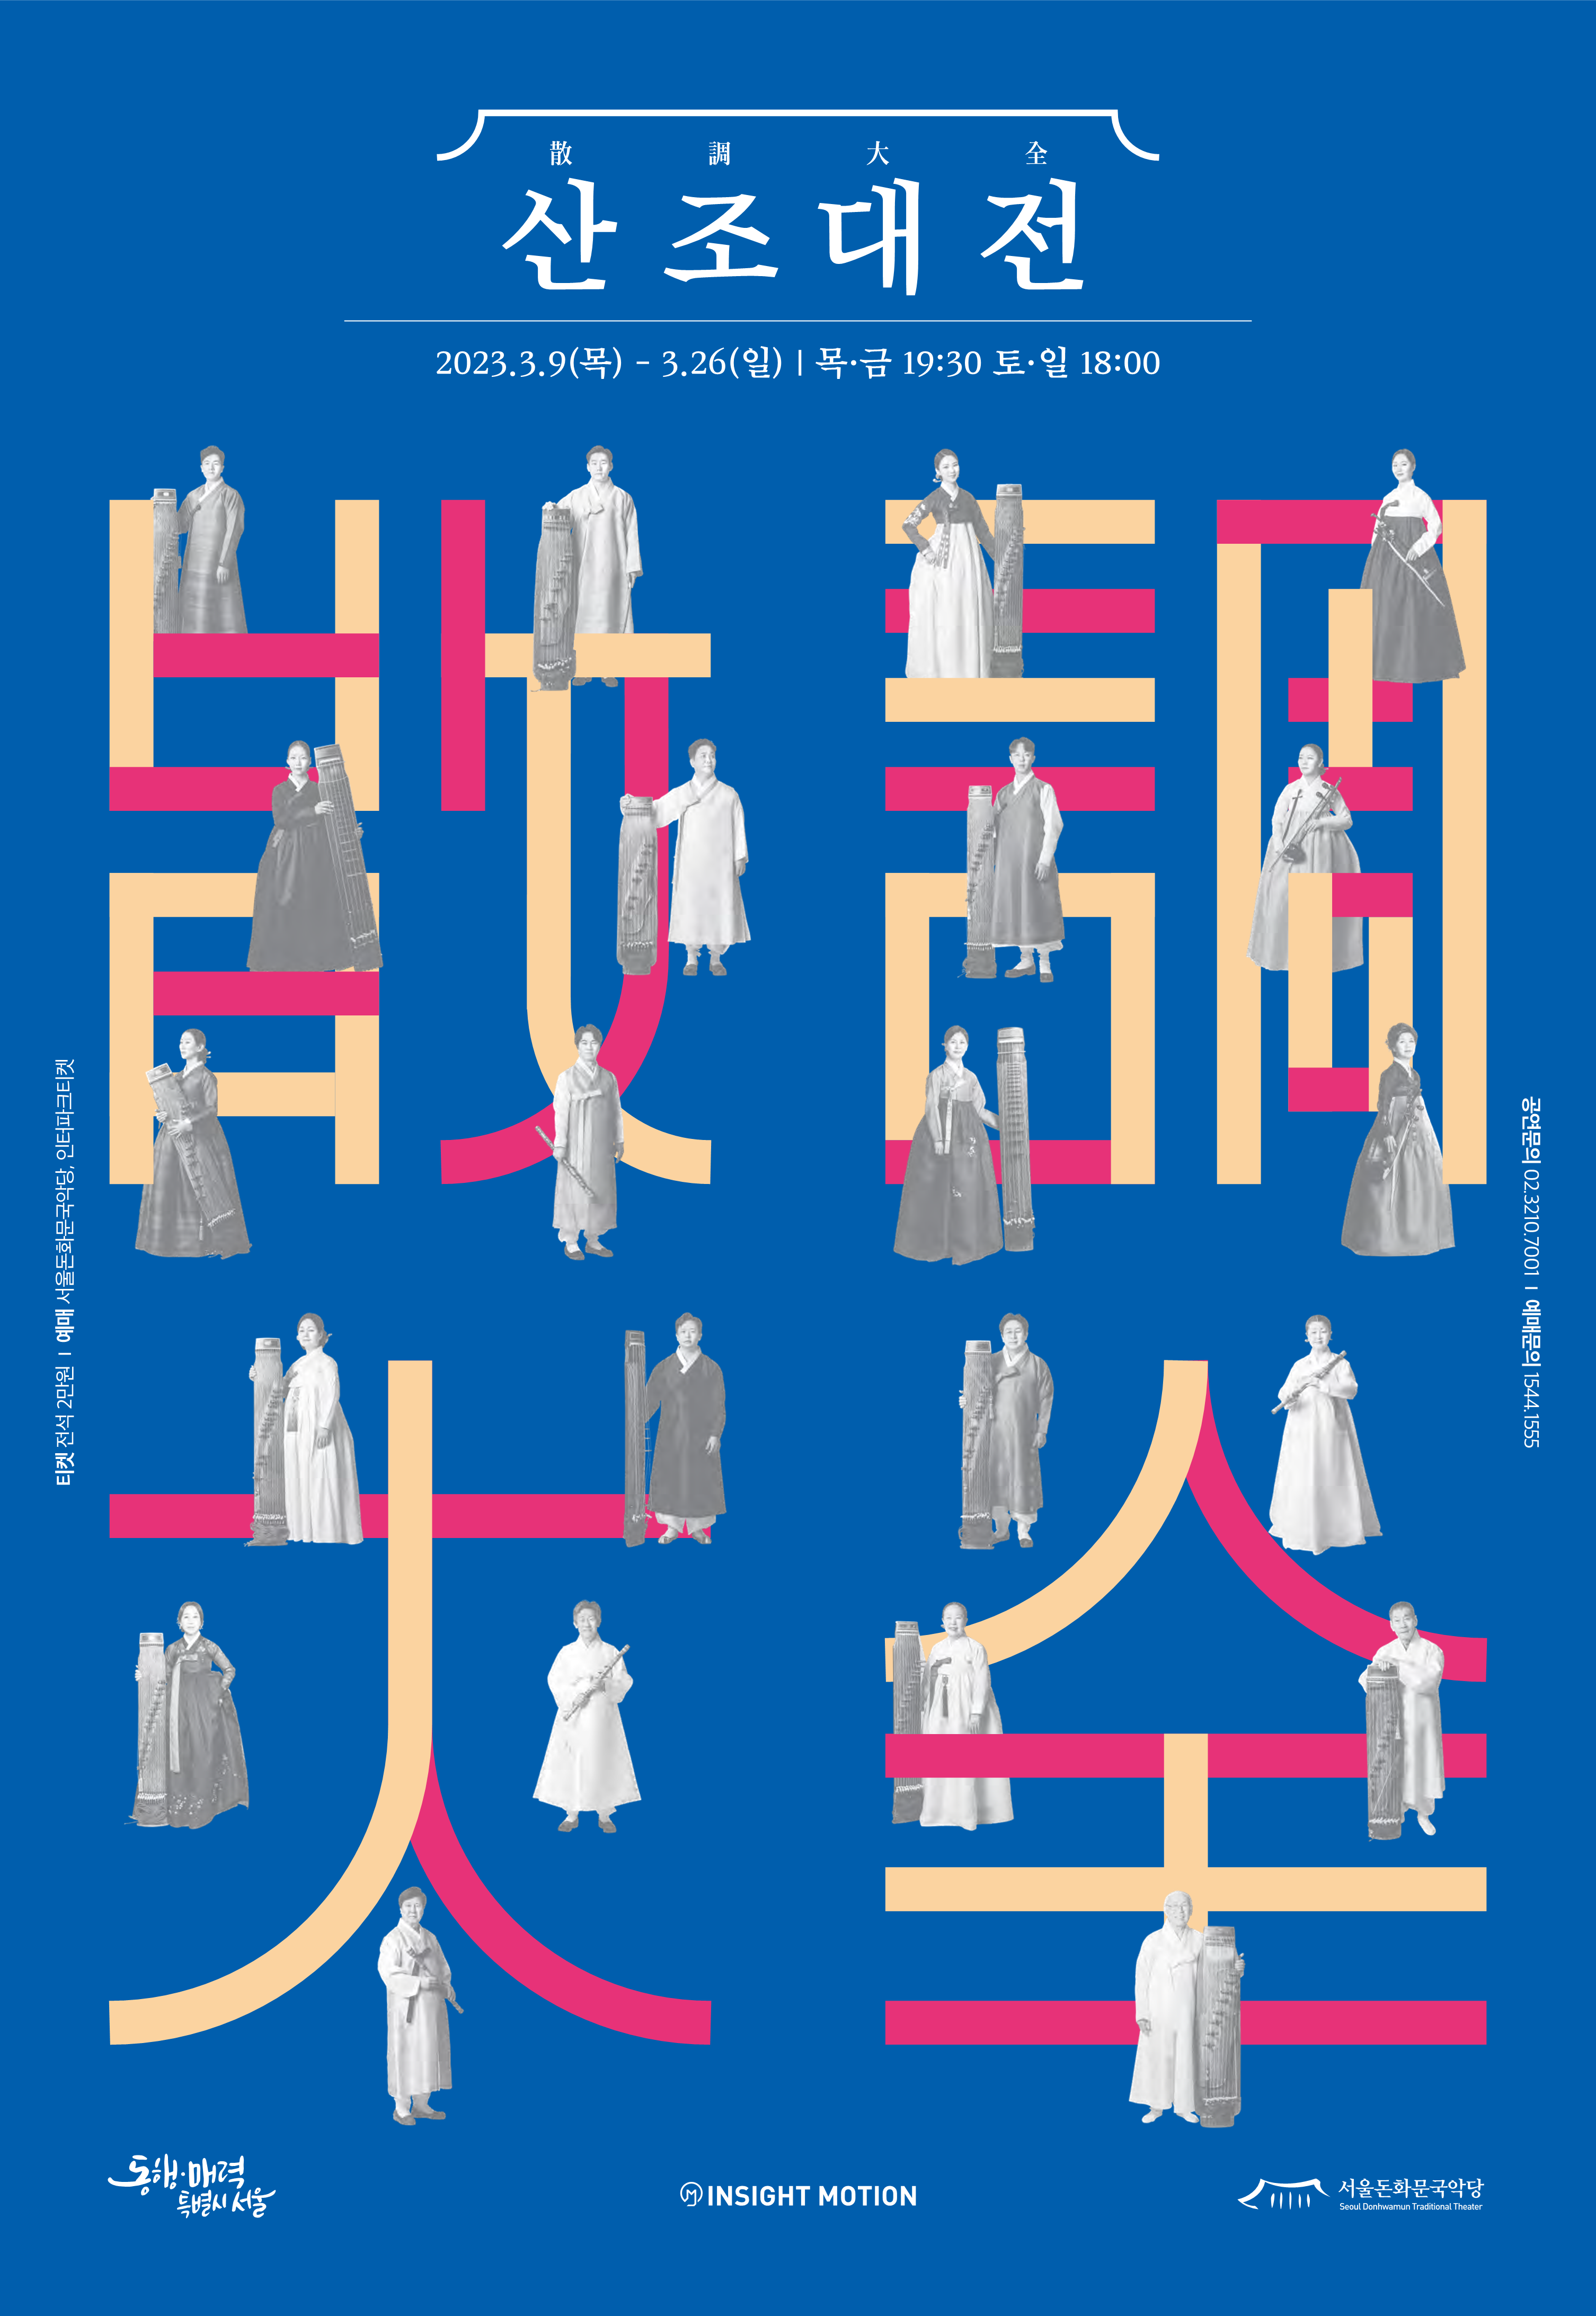 散 調 大 全
산조대전
2023.3.9(목) - 3.26(일) | 목·금 19:30 토·일 18:00
散 調
大 全
티켓 전석 2만원 | 예매 서울돈화문국악당, 인터파크티켓
공연문의 02.3210.7001 | 예매문의 1544.1555
동행·매력
특별시 서울
INSIGHT MOTION
서울돈화문국악당
Seoul Donhwamun Traditional Theater